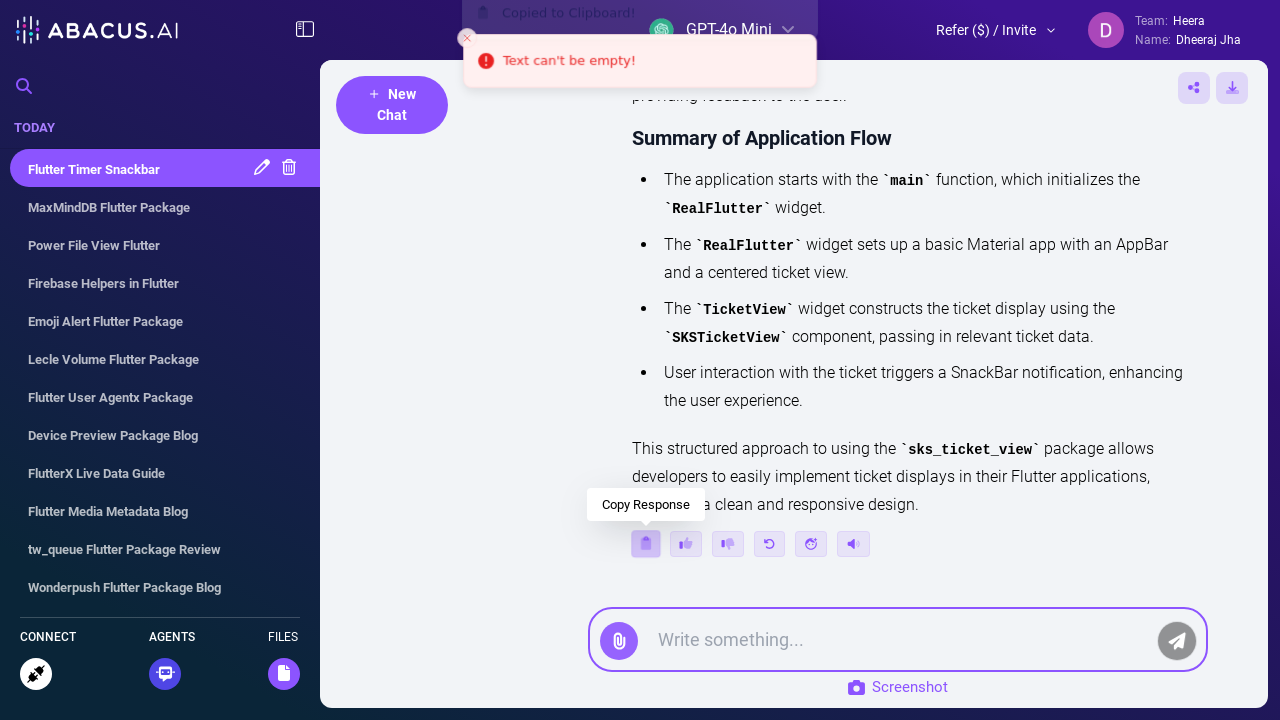 ABACUS.AI
Copied to Clipboard!
GPT-4o Mini
Refer ($) / Invite
D
Team: Heera
Name: Dheeraj Jha
Text can't be empty!
New Chat
TODAY
Flutter Timer Snackbar
MaxMindDB Flutter Package
Power File View Flutter
Firebase Helpers in Flutter
Emoji Alert Flutter Package
Lecle Volume Flutter Package
Flutter User Agentx Package
Device Preview Package Blog
FlutterX Live Data Guide
Flutter Media Metadata Blog
tw_queue Flutter Package Review
Wonderpush Flutter Package Blog
CONNECT
AGENTS
FILES
providing feedback to the user.
Summary of Application Flow
The application starts with the `main` function, which initializes the
`RealFlutter` widget.
The `RealFlutter` widget sets up a basic Material app with an AppBar
and a centered ticket view.
The `TicketView` widget constructs the ticket display using the
`SKSTicketView` component, passing in relevant ticket data.
User interaction with the ticket triggers a SnackBar notification, enhancing
the user experience.
This structured approach to using the `sks_ticket_view` package allows
developers to easily implement ticket displays in their Flutter applications,
a clean and responsive design.
Copy Response
Write something...
Screenshot